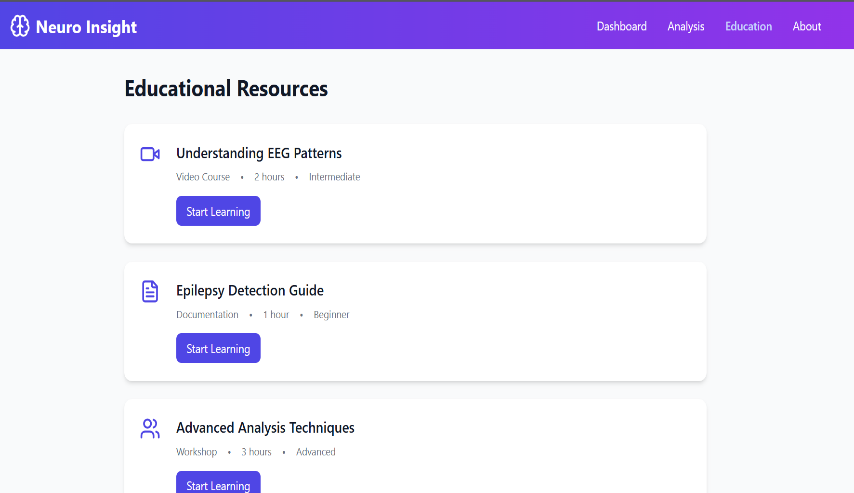 Neuro Insight
Dashboard Analysis Education About
Educational Resources
Understanding EEG Patterns
Video Course • 2 hours • Intermediate
Start Learning
Epilepsy Detection Guide
Documentation • 1 hour • Beginner
Start Learning
Advanced Analysis Techniques
Workshop • 3 hours • Advanced
Start Learning